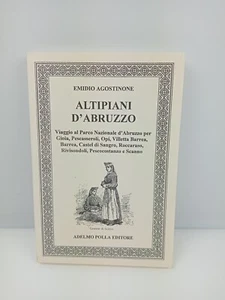 EMIDIO AGOSTINONE
ALTIPIANI
D'ABRUZZO
Viaggio al Parco Nazionale d'Abruzzo per
Gioia, Pescasseroli, Opi, Villetta Barrea,
Barrea, Castel di Sangro, Roccaraso,
Rivisondoli, Pescocostanzo e Scanno
ADELMO POLLA EDITORE